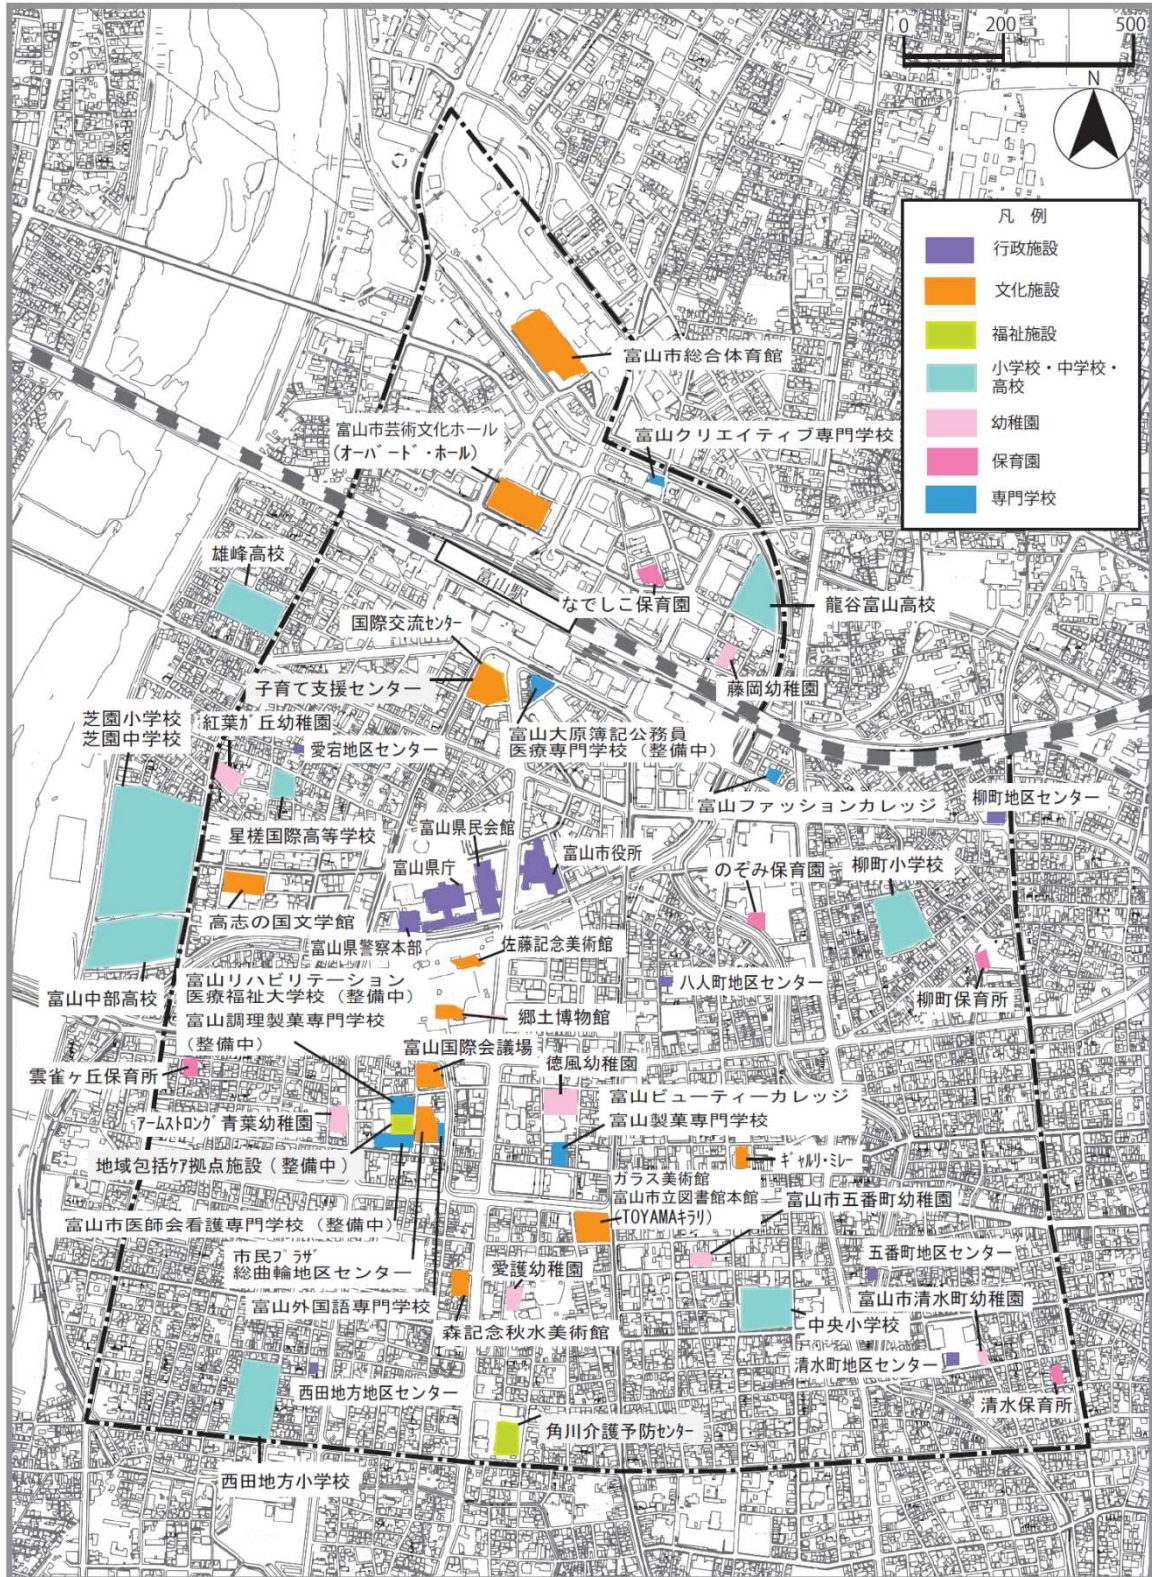 0 200 500
N
凡 例
行政施設
文化施設
福祉施設
小学校・中学校・
高校
幼稚園
保育園
専門学校
富山市総合体育館
富山市芸術文化ホール
(オーバード・ホール)
富山クリエイティブ専門学校
雄峰高校
富山駅
なでしこ保育園
龍谷富山高校
国際交流センター
藤岡幼稚園
子育て支援センター
芝園小学校
芝園中学校
紅葉ガ丘幼稚園
愛宕地区センター
富山大原簿記公務員
医療専門学校（整備中）
富山ファッションカレッジ
柳町地区センター
星槎国際高等学校
富山県民会館
富山市役所
富山県庁
のぞみ保育園
柳町小学校
高志の国文学館
富山県警察本部
佐藤記念美術館
富山リハビリテーション
医療福祉大学校（整備中）
八人町地区センター
柳町保育所
富山中部高校
富山調理製菓専門学校
（整備中）
郷土博物館
富山国際会議場
徳風幼稚園
雲雀ヶ丘保育所
富山ビューティーカレッジ
富山製菓専門学校
アームストロング青葉幼稚園
ギャルリ・ミレー
地域包括ケア拠点施設（整備中）
ガラス美術館
富山市立図書館本館
TOYAMAキラリ)
富山市五番町幼稚園
富山市医師会看護専門学校（整備中）
市民プラザ
総曲輪地区センター
愛護幼稚園
五番町地区センター
富山市清水町幼稚園
富山外国語専門学校
中央小学校
森記念秋水美術館
清水町地区センター
西田地方地区センター
清水保育所
角川介護予防センター
西田地方小学校